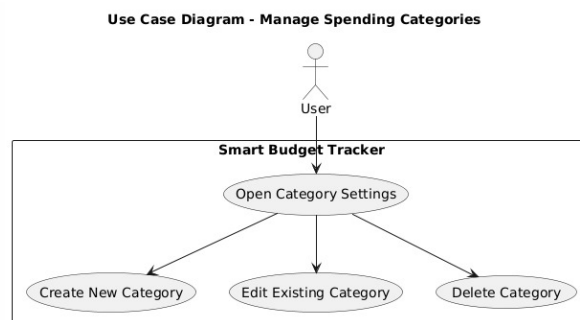 Use Case Diagram - Manage Spending Categories
User
Smart Budget Tracker
Open Category Settings
Create New Category
Edit Existing Category
Delete Category